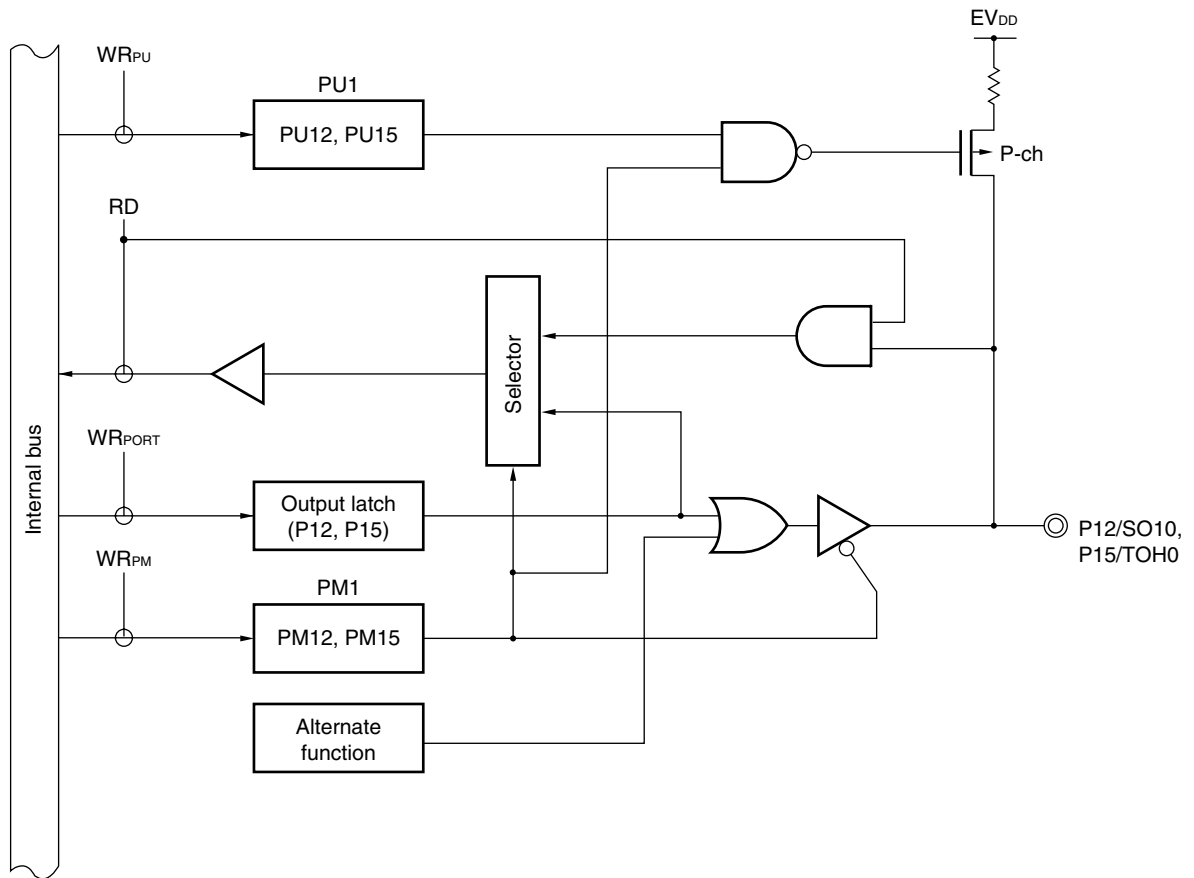 EVDD
WRPU
PU1
PU12, PU15
P-ch
RD
Selector
Internal bus
WRPORT
Output latch
(P12, P15)
P12/SO10,
P15/TOH0
WRPM
PM1
PM12, PM15
Alternate
function